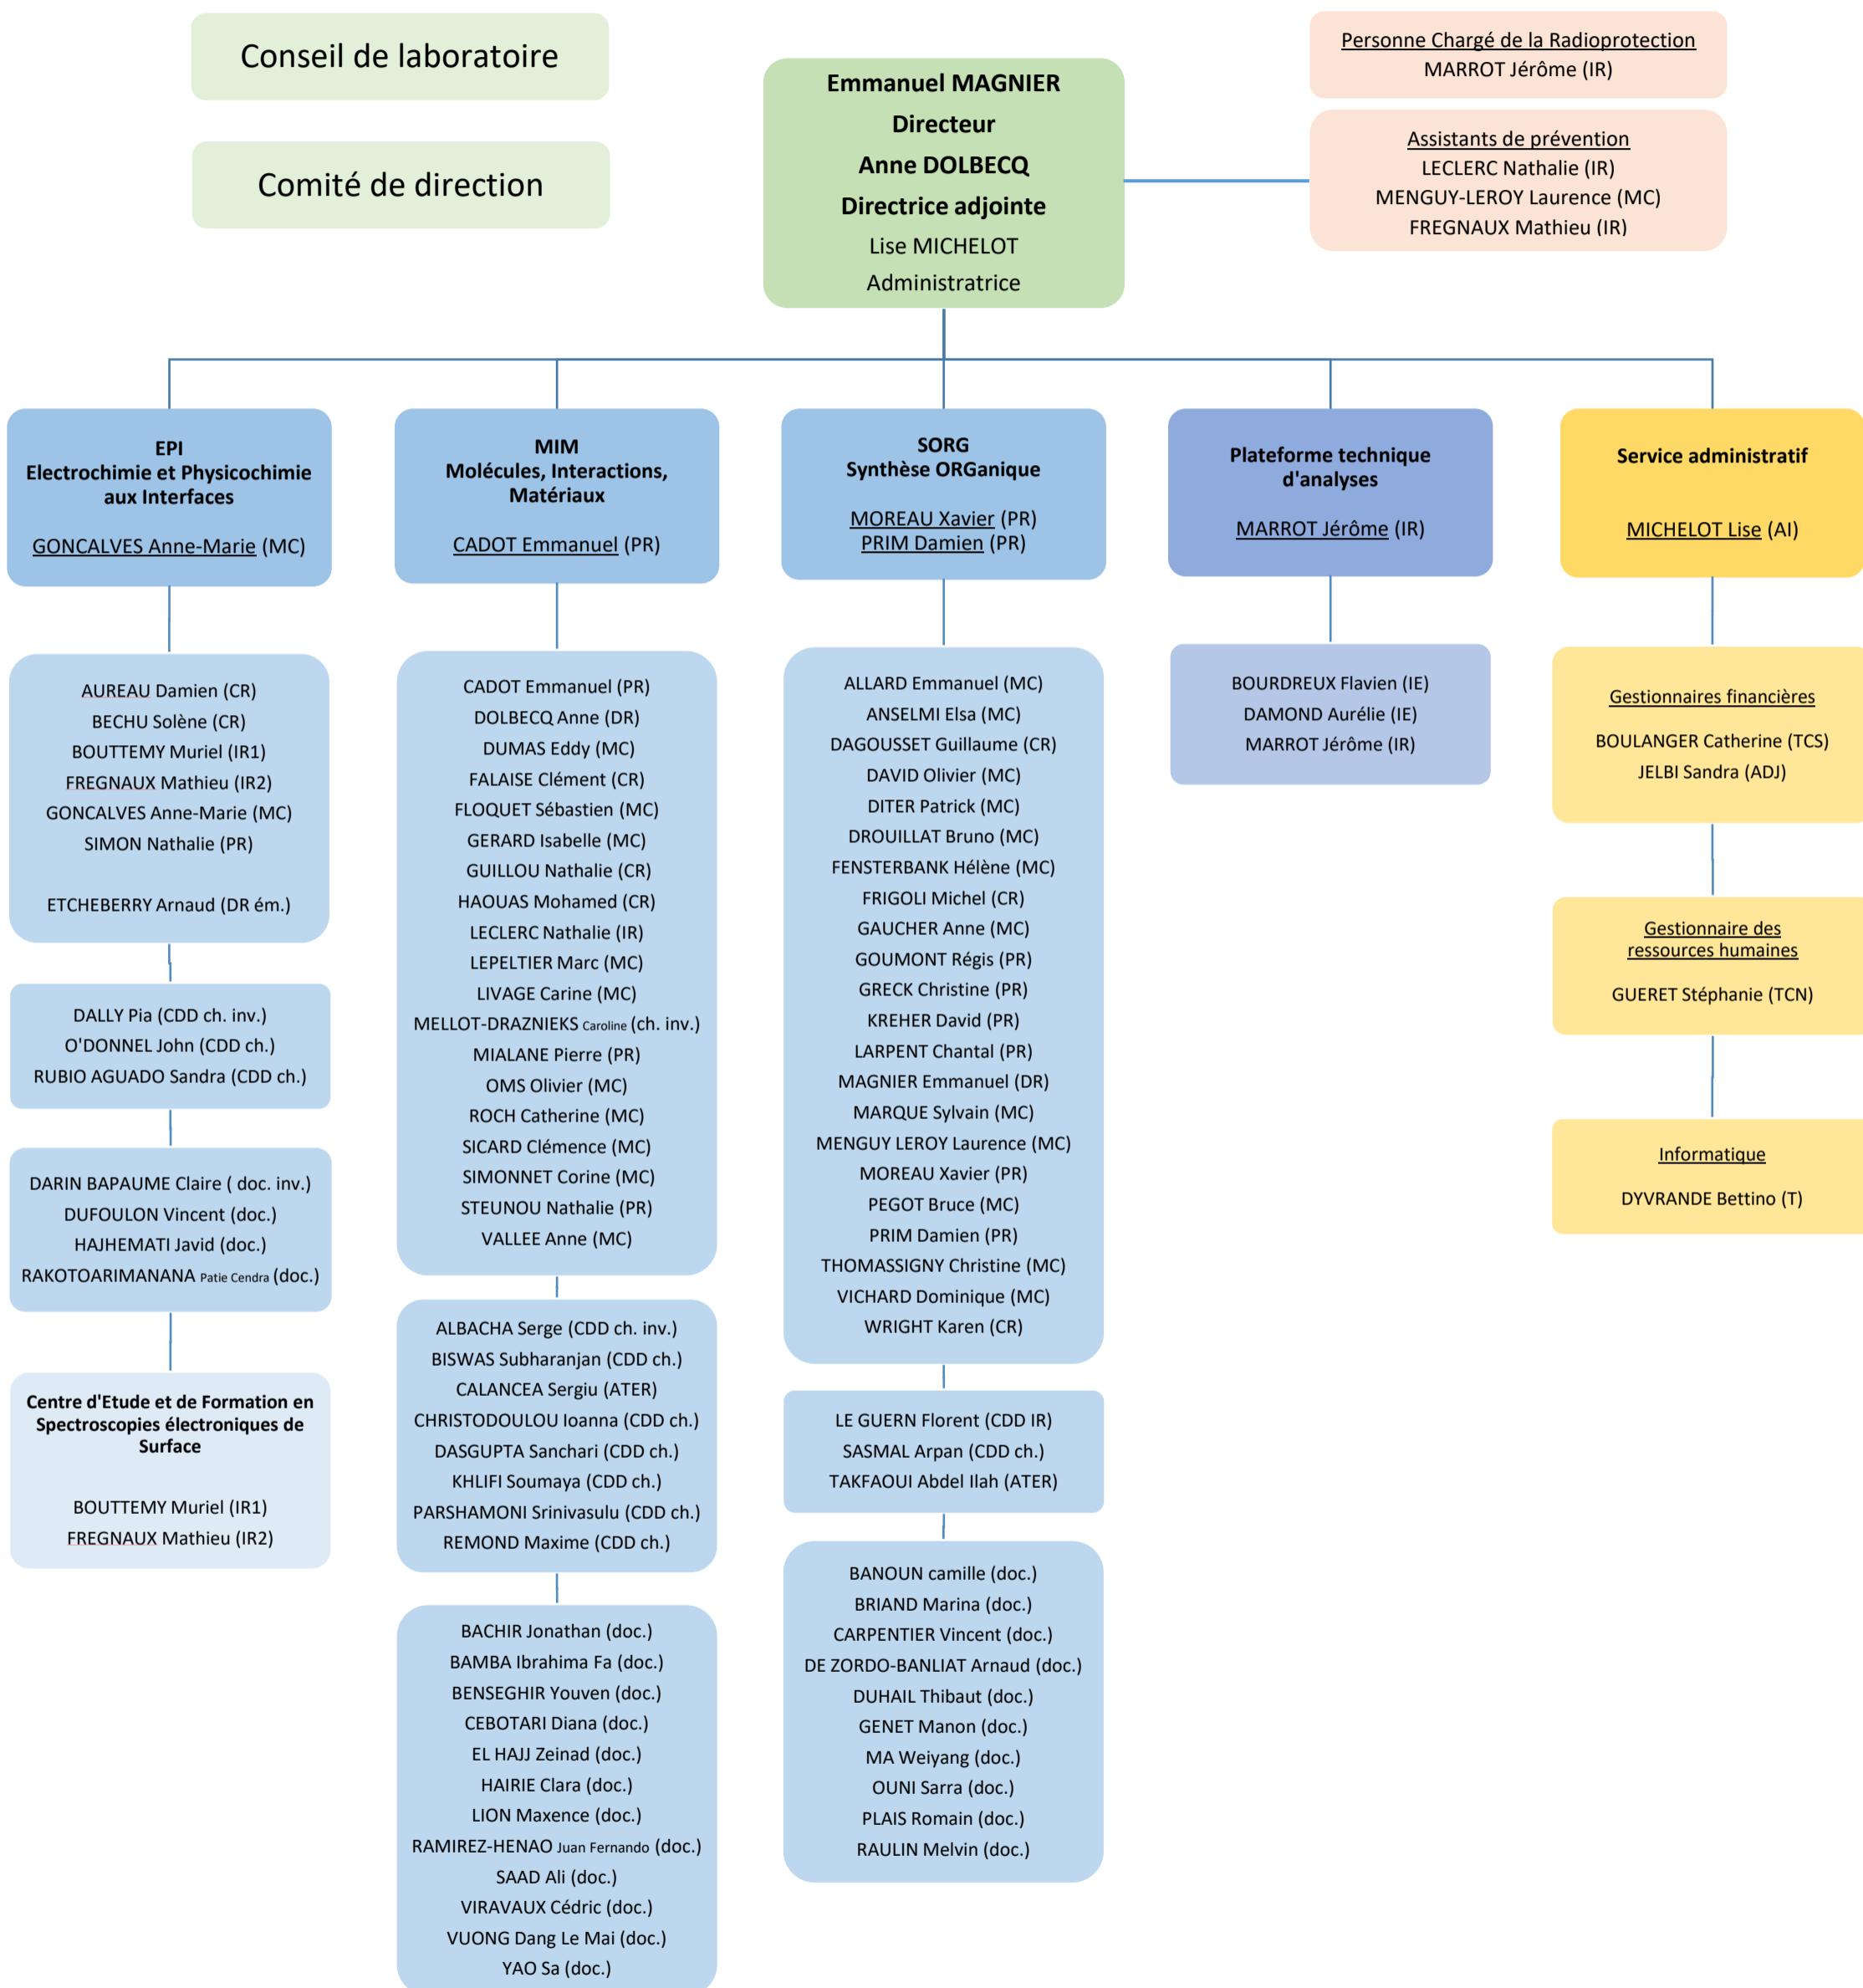 Conseil de laboratoire
Comité de direction
Emmanuel MAGNIER
Directeur
Anne DOLBECQ
Directrice adjointe
Lise MICHELOT
Administratrice
Personne Chargé de la Radioprotection
MARROT Jérôme (IR)
Assistants de prévention
LECLERC Nathalie (IR)
MENGUY-LEROY Laurence (MC)
FREGNAUX Mathieu (IR)
EPI
Electrochimie et Physicochimie
aux Interfaces
GONCALVES Anne-Marie (MC)
AUREAU Damien (CR)
BECHU Solène (CR)
BOUTTEMY Muriel (IR1)
FREGNAUX Mathieu (IR2)
GONCALVES Anne-Marie (MC)
SIMON Nathalie (PR)
ETCHEBERRY Arnaud (DR ém.)
DALLY Pia (CDD ch. inv.)
O'DONNEL John (CDD ch.)
RUBIO AGUADO Sandra (CDD ch.)
DARIN BAPAUME Claire ( doc. inv.)
DUFOULON Vincent (doc.)
HAJHEMATI Javid (doc.)
RAKOTOARIMANANA Patie Cendra (doc.)
Centre d'Etude et de Formation en
Spectroscopies électroniques de
Surface
BOUTTEMY Muriel (IR1)
FREGNAUX Mathieu (IR2)
MIM
Molécules, Interactions,
Matériaux
CADOT Emmanuel (PR)
CADOT Emmanuel (PR)
DOLBECQ Anne (DR)
DUMAS Eddy (MC)
FALAISE Clément (CR)
FLOQUET Sébastien (MC)
GERARD Isabelle (MC)
GUILLOU Nathalie (CR)
HAOUAS Mohamed (CR)
LECLERC Nathalie (IR)
LEPELTIER Marc (MC)
LIVAGE Carine (MC)
MELLOT-DRAZNIEKS Caroline (ch. inv.)
MIALANE Pierre (PR)
OMS Olivier (MC)
ROCH Catherine (MC)
SICARD Clémence (MC)
SIMONNET Corine (MC)
STEUNOU Nathalie (PR)
VALLEE Anne (MC)
ALBACHA Serge (CDD ch. inv.)
BISWAS Subharanjan (CDD ch.)
CALANCEA Sergiu (ATER)
CHRISTODOULOU Ioanna (CDD ch.)
DASGUPTA Sanchari (CDD ch.)
KHLIFI Soumaya (CDD ch.)
PARSHAMONI Srinivasulu (CDD ch.)
REMOND Maxime (CDD ch.)
BACHIR Jonathan (doc.)
BAMBA Ibrahima Fa (doc.)
BENSEGHIR Youven (doc.)
CEBOTARI Diana (doc.)
EL HAJJ Zeinad (doc.)
HAIRIE Clara (doc.)
LION Maxence (doc.)
RAMIREZ-HENAO Juan Fernando (doc.)
SAAD Ali (doc.)
VIRAVAUX Cédric (doc.)
VUONG Dang Le Mai (doc.)
YAO Sa (doc.)
SORG
Synthèse ORGanique
MOREAU Xavier (PR)
PRIM Damien (PR)
ALLARD Emmanuel (MC)
ANSELMI Elsa (MC)
DAGOUSSET Guillaume (CR)
DAVID Olivier (MC)
DITER Patrick (MC)
DROUILLAT Bruno (MC)
FENSTERBANK Hélène (MC)
FRIGOLI Michel (CR)
GAUCHER Anne (MC)
GOUMONT Régis (PR)
GRECK Christine (PR)
KREHER David (PR)
LARPENT Chantal (PR)
MAGNIER Emmanuel (DR)
MARQUE Sylvain (MC)
MENGUY LEROY Laurence (MC)
MOREAU Xavier (PR)
PEGOT Bruce (MC)
PRIM Damien (PR)
THOMASSIGNY Christine (MC)
VICHARD Dominique (MC)
WRIGHT Karen (CR)
LE GUERN Florent (CDD IR)
SASMAL Arpan (CDD ch.)
TAKFAOUI Abdel Ilah (ATER)
BANOUN camille (doc.)
BRIAND Marina (doc.)
CARPENTIER Vincent (doc.)
DE ZORDO-BANLIAT Arnaud (doc.)
DUHAIL Thibaut (doc.)
GENET Manon (doc.)
MA Weiyang (doc.)
OUNI Sarra (doc.)
PLAIS Romain (doc.)
RAULIN Melvin (doc.)
Plateforme technique
d'analyses
MARROT Jérôme (IR)
BOURDREUX Flavien (IE)
DAMOND Aurélie (IE)
MARROT Jérôme (IR)
Service administratif
MICHELOT Lise (AI)
Gestionnaires financières
BOULANGER Catherine (TCS)
JELBI Sandra (ADJ)
Gestionnaire des
ressources humaines
GUERET Stéphanie (TCN)
Informatique
DYVRANDE Bettino (T)